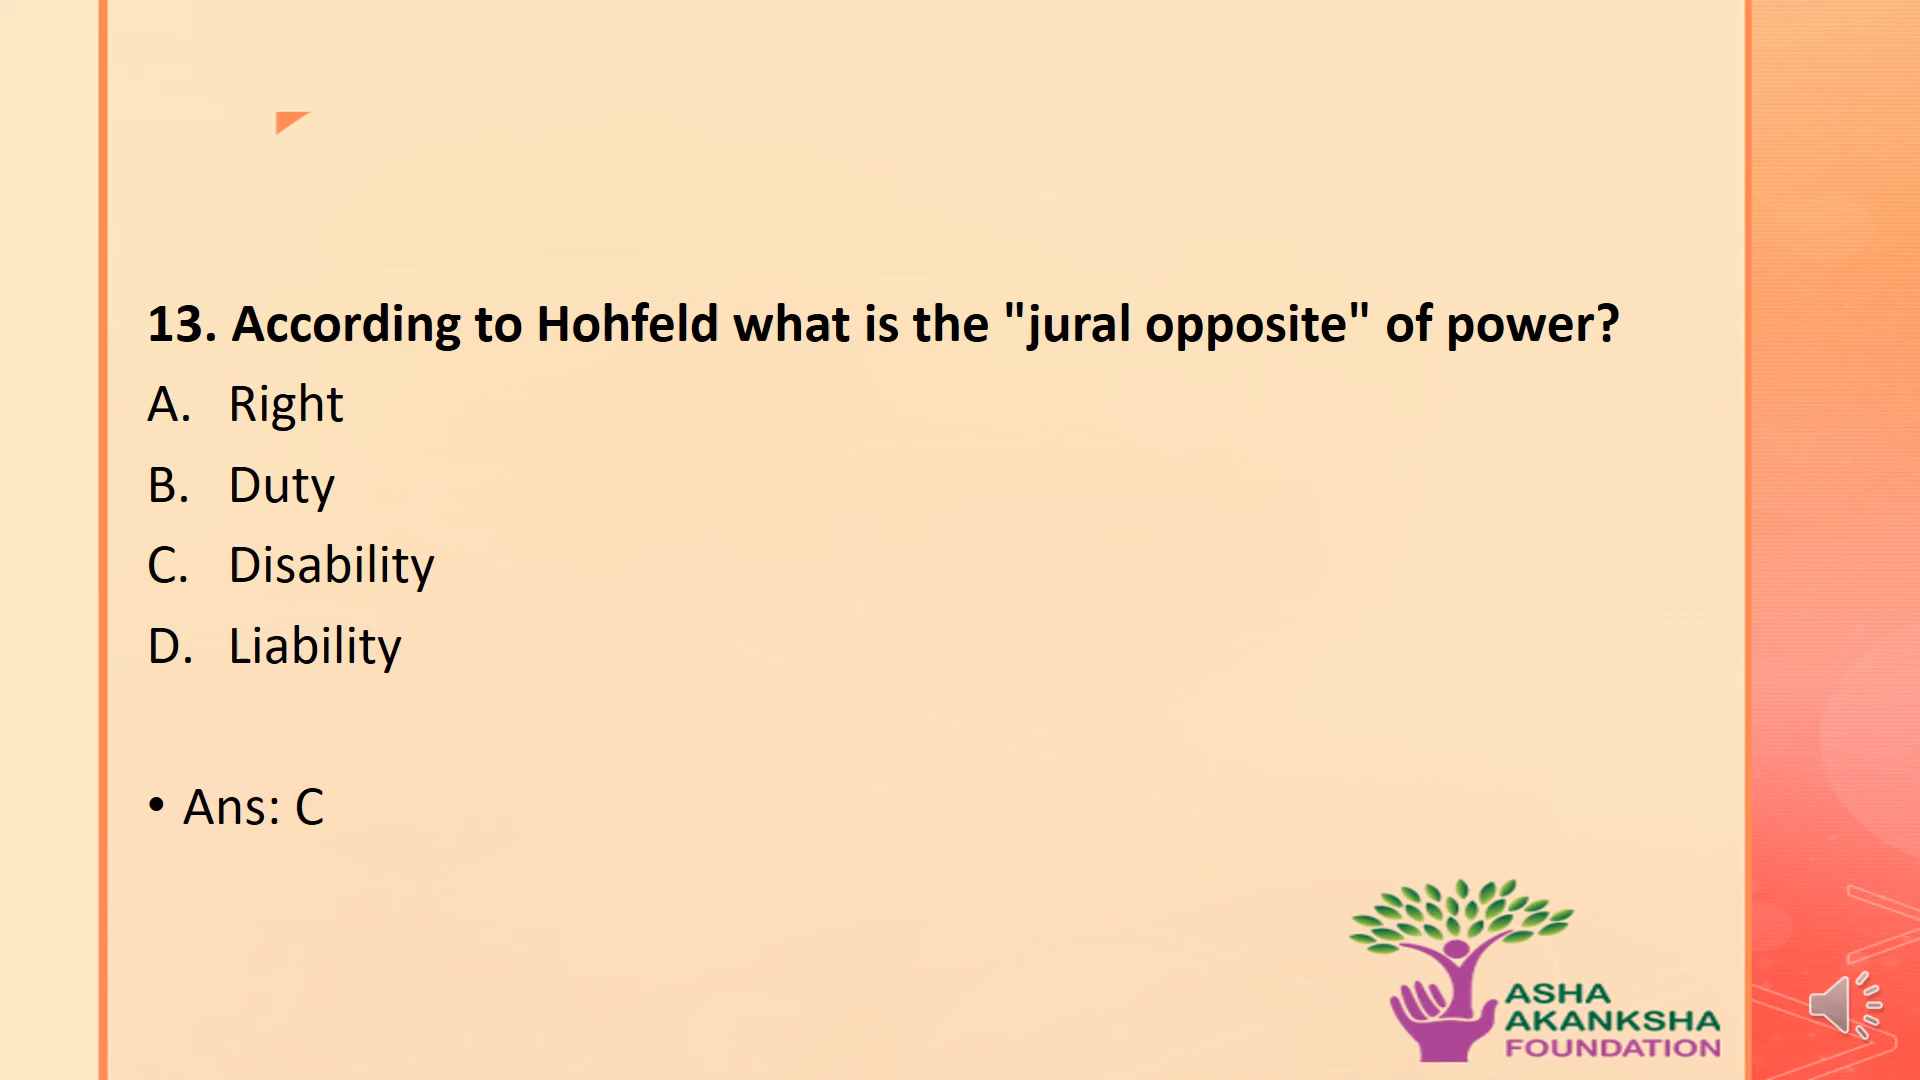 13. According to Hohfeld what is the "jural opposite" of power?
A. Right
B. Duty
C. Disability
D. Liability
• Ans: C
ASHA
AKANKSHA
FOUNDATION